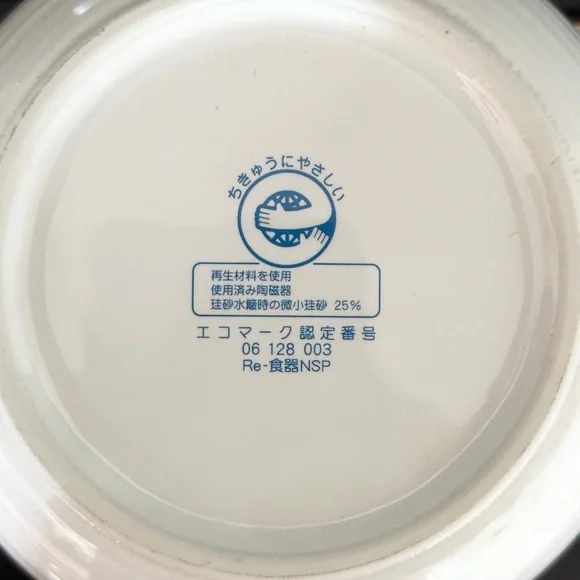 ちきゅうにやさしい
再生材料を使用
使用済み陶磁器
珪砂水簸時の微小珪砂 25%
エコマーク認定番号
06 128 003
Re-食器NSP